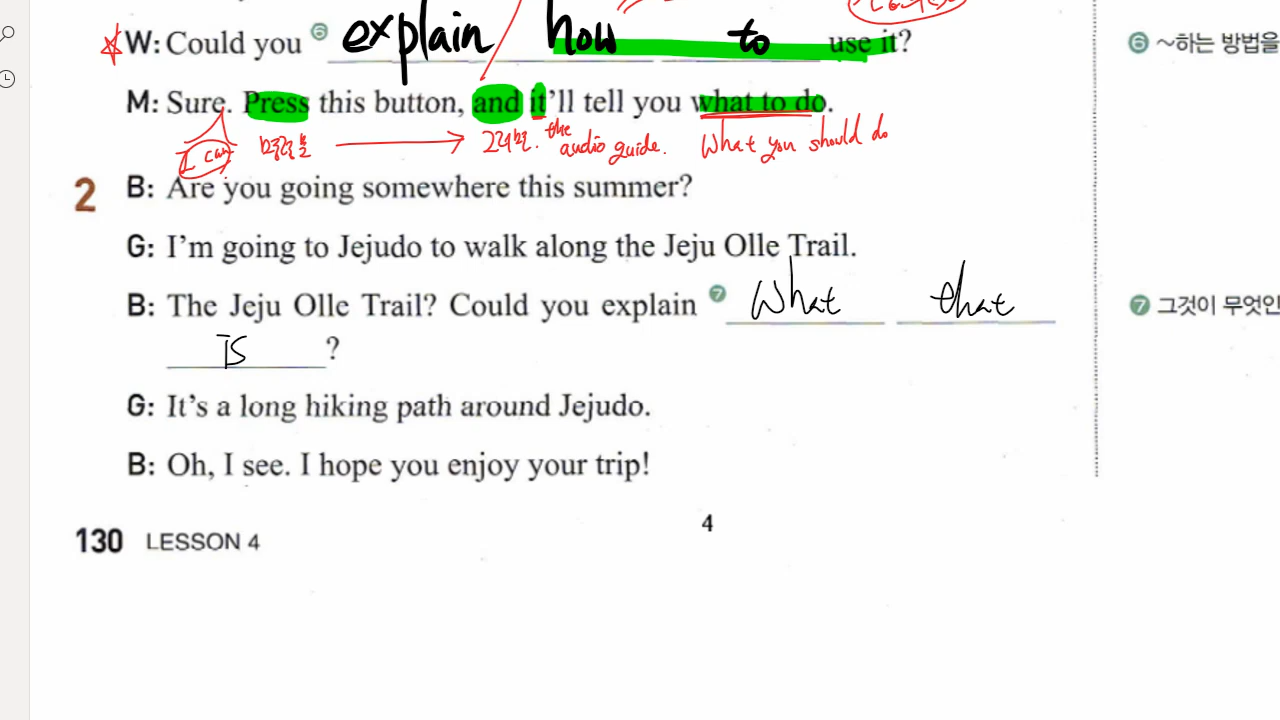 W: Could you ⑥ explain how to use it?
⑥ ~하는 방법을
M: Sure. Press this button, and it'll tell you what to do.
I can 명령문 그러면. the audio guide. What you should do
2 B: Are you going somewhere this summer?
G: I'm going to Jejudo to walk along the Jeju Olle Trail.
B: The Jeju Olle Trail? Could you explain ⑦ What that
⑦ 그것이 무엇인
is ?
G: It's a long hiking path around Jejudo.
B: Oh, I see. I hope you enjoy your trip!
4
130 LESSON 4